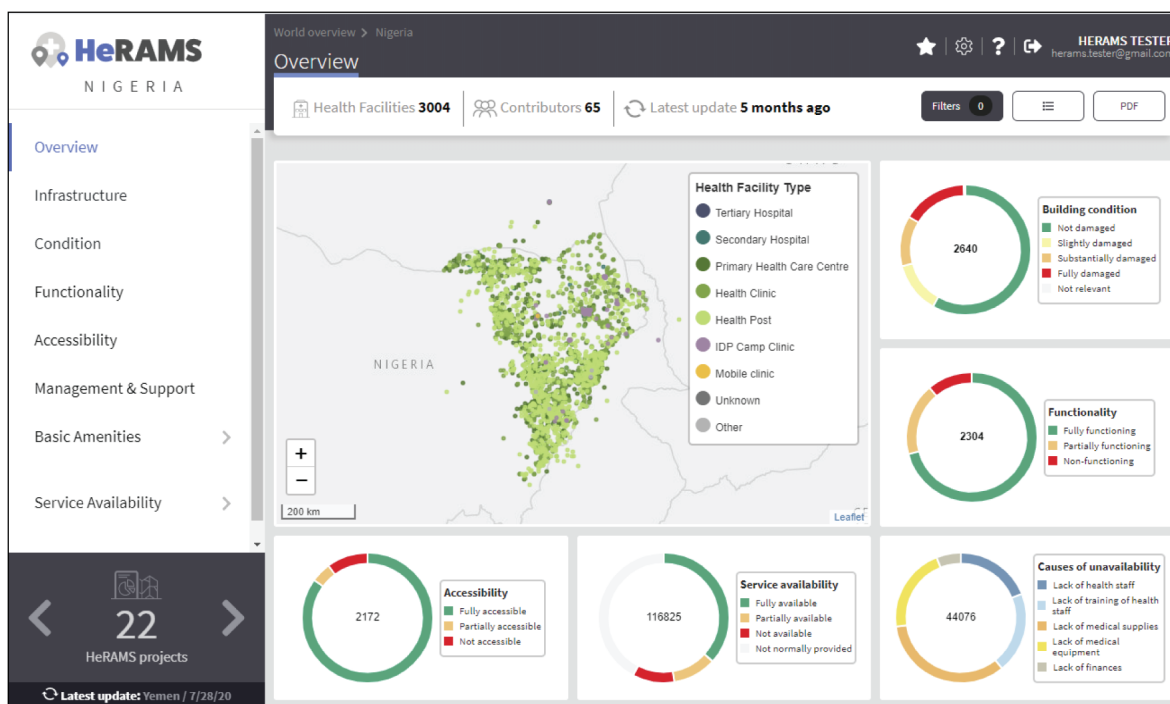 HeRAMS
NIGERIA
Overview
Infrastructure
Condition
Functionality
Accessibility
Management & Support
Basic Amenities
Service Availability
22
HeRAMS projects
Latest update: Yemen / 7/28/20
World overview > Nigeria
Overview
HERAMS TESTER
herams.tester@gmail.com
Health Facilities 3004
Contributors 65
Latest update 5 months ago
Filters 0
PDF
NIGERIA
+
−
200 km
Leaflet
Health Facility Type
Tertiary Hospital
Secondary Hospital
Primary Health Care Centre
Health Clinic
Health Post
IDP Camp Clinic
Mobile clinic
Unknown
Other
2640
Building condition
Not damaged
Slightly damaged
Substantially damaged
Fully damaged
Not relevant
2304
Functionality
Fully functioning
Partially functioning
Non-functioning
2172
Accessibility
Fully accessible
Partially accessible
Not accessible
116825
Service availability
Fully available
Partially available
Not available
Not normally provided
44076
Causes of unavailability
Lack of health staff
Lack of training of health
staff
Lack of medical supplies
Lack of medical
equipment
Lack of finances